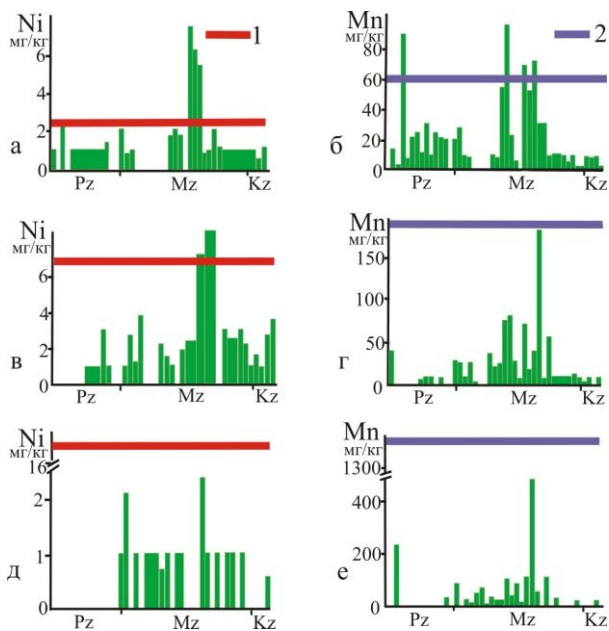 Ni 1 Mn 2
мг/кг мг/кг
6 80
60
4 40
2 20
а 0 б 0
Pz Mz Kz Pz Mz Kz
Ni Mn
мг/кг мг/кг
6 150
4 100
2 50
в 0 г 0
Pz Mz Kz Pz Mz Kz
Ni Mn
мг/кг мг/кг
16 1300
2 400
1 200
д 0 е 0
Pz Mz Kz Pz Mz Kz